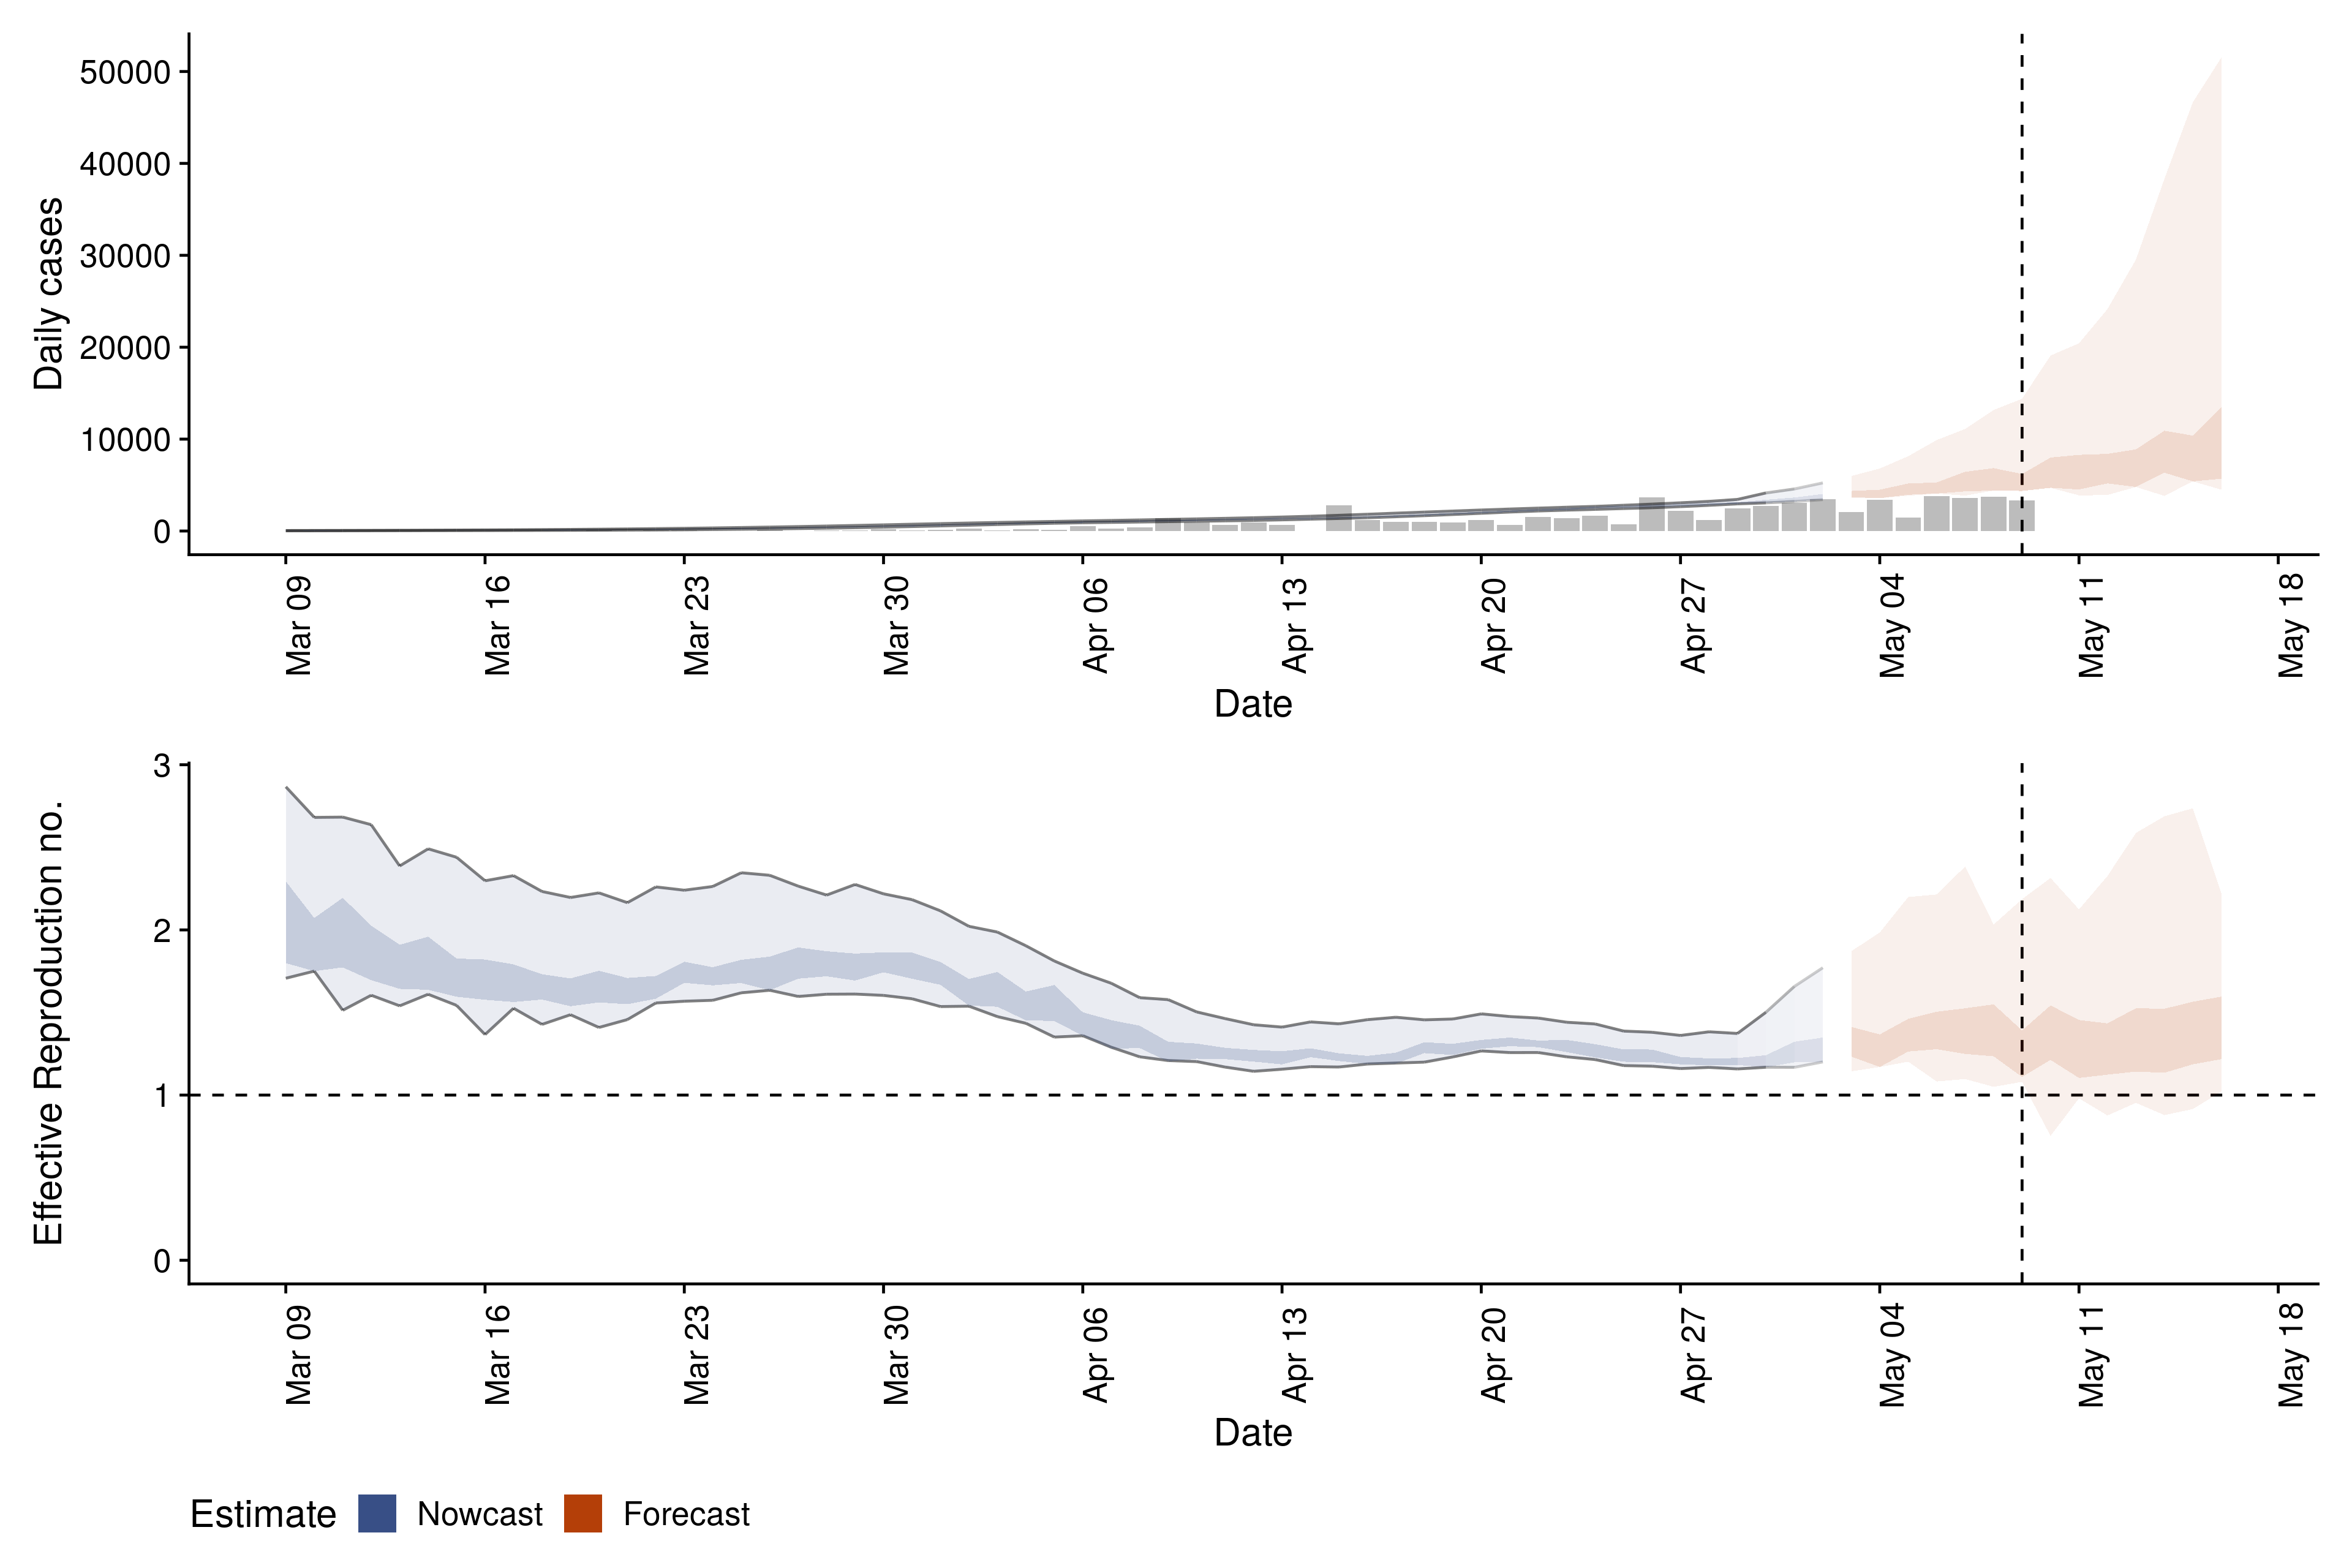 50000
40000
30000
20000
10000
0
Daily cases
Mar 09
Mar 16
Mar 23
Mar 30
Apr 06
Apr 13
Apr 20
Apr 27
May 04
May 11
May 18
Date
3
2
1
0
Effective Reproduction no.
Mar 09
Mar 16
Mar 23
Mar 30
Apr 06
Apr 13
Apr 20
Apr 27
May 04
May 11
May 18
Date
Estimate Nowcast Forecast